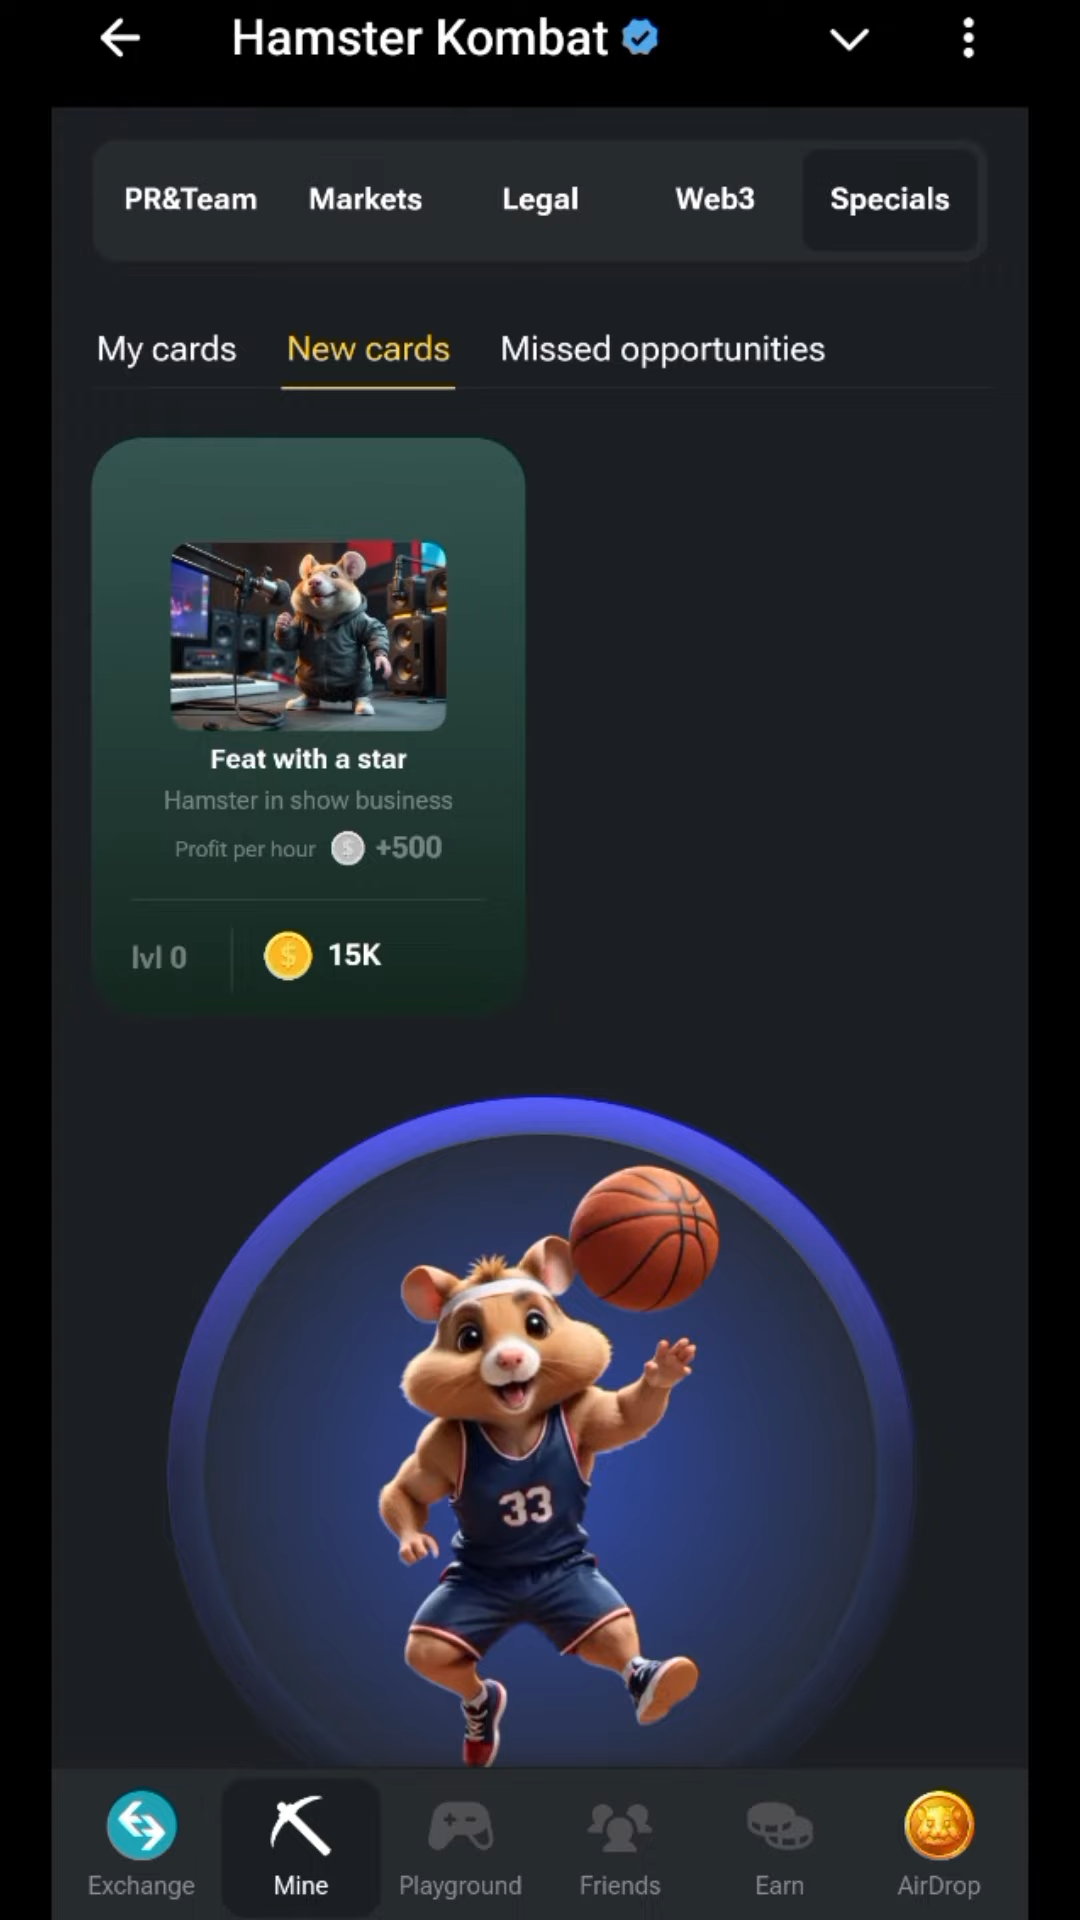 Hamster Kombat
PR&Team Markets Legal Web3 Specials
My cards New cards Missed opportunities
Feat with a star
Hamster in show business
Profit per hour $ +500
lvl 0 $ 15K
33
Exchange Mine Playground Friends Earn AirDrop